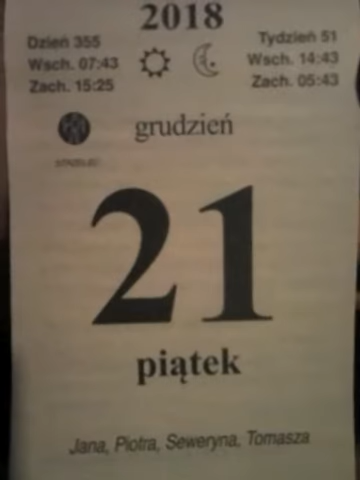 2018
Dzień 355
Wsch. 07:43
Zach. 15:25
Tydzień 51
Wsch. 14:43
Zach. 05:43
grudzień
21
piątek
Jana, Piotra, Seweryna, Tomasza